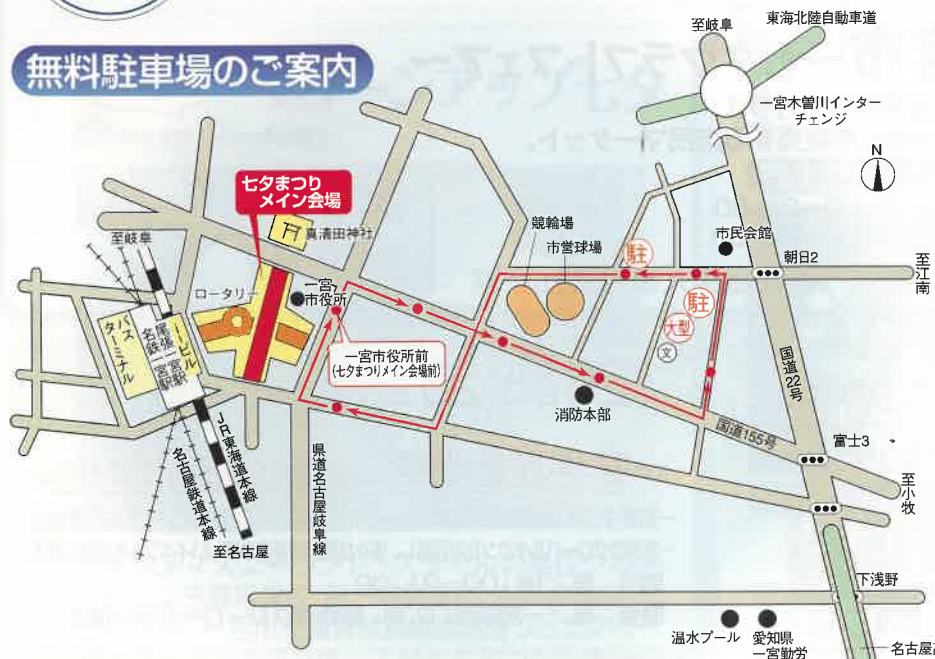 無料駐車場のご案内
至岐阜
東海北陸自動車道
一宮木曽川インター
チェンジ
N
七夕まつり
メイン会場
真清田神社
至岐阜
ロータリー
一宮
市役所
競輪場
市営球場
駐
市民会館
朝日2
至江南
駐
大型
文
バス
ターミナル
名鉄一宮駅
尾張一宮駅
ービル
一宮市役所前
(七夕まつりメイン会場前)
消防本部
国道22号
国道155号
富士3
至小牧
JR東海道本線
名古屋鉄道本線
至名古屋
県道名古屋岐阜線
下浅野
温水プール
愛知県
一宮勤労
名古屋